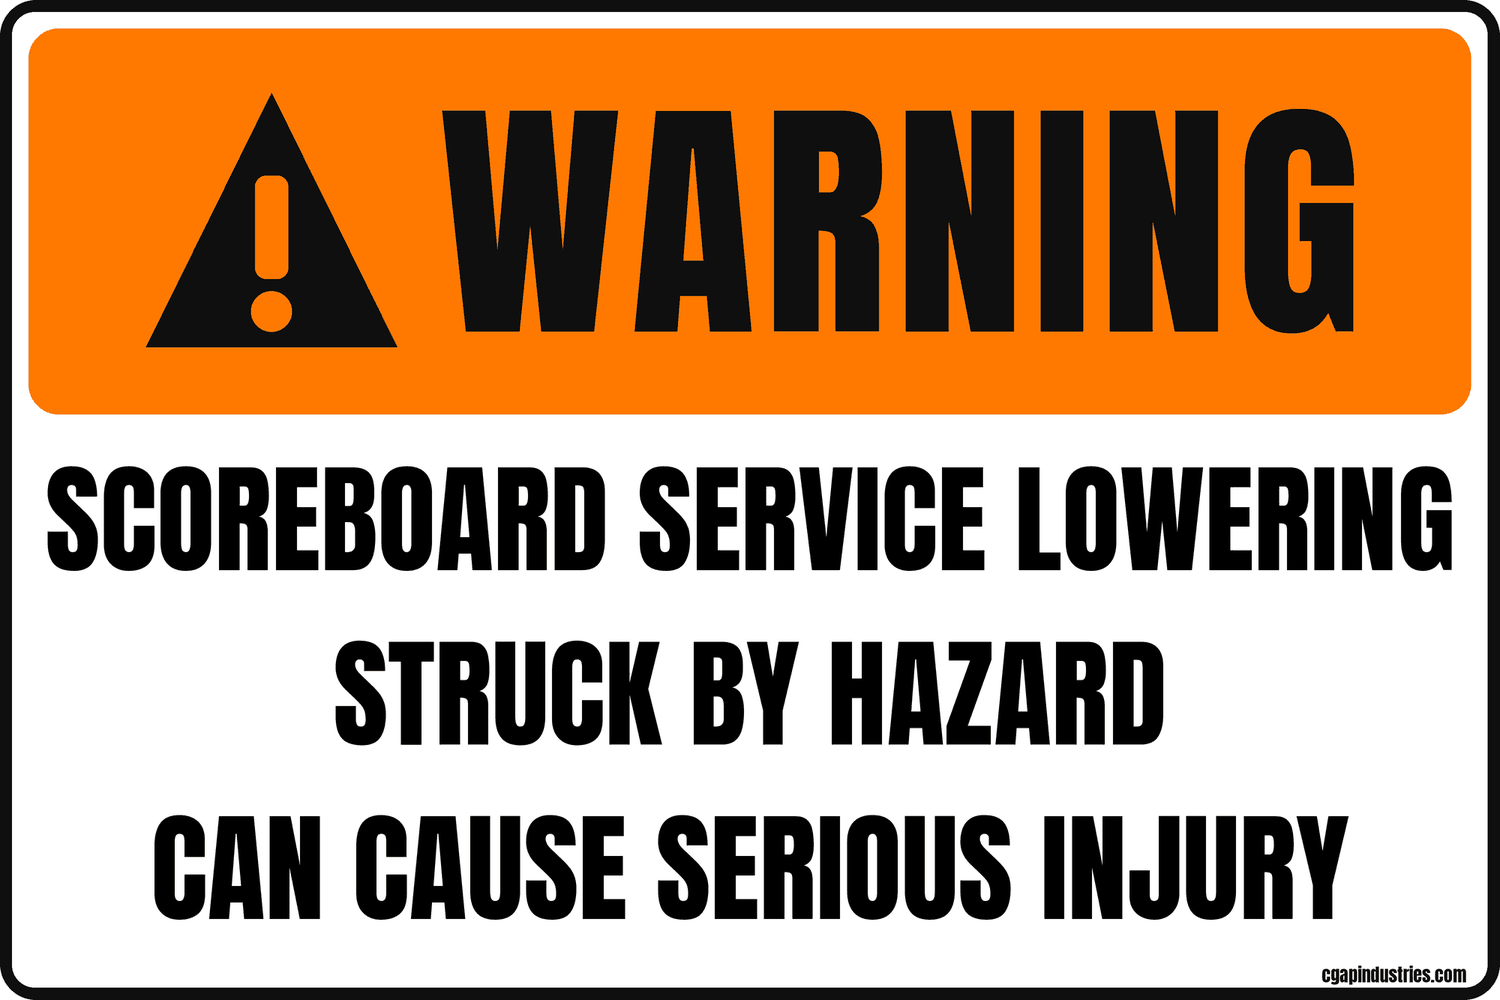 WARNING
SCOREBOARD SERVICE LOWERING
STRUCK BY HAZARD
CAN CAUSE SERIOUS INJURY
cgapindustries.com